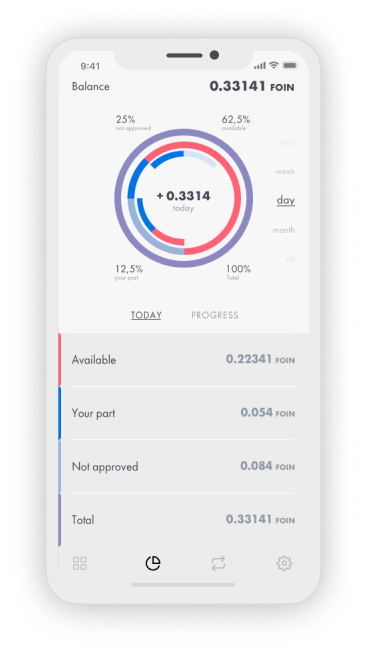 9:41
Balance 0.33141 FOIN
25% 62,5%
not approved available
year
week
+ 0.3314 day
today
month
all
12,5% 100%
your part Total
TODAY PROGRESS
Available 0.22341 FOIN
Your part 0.054 FOIN
Not approved 0.084 FOIN
Total 0.33141 FOIN